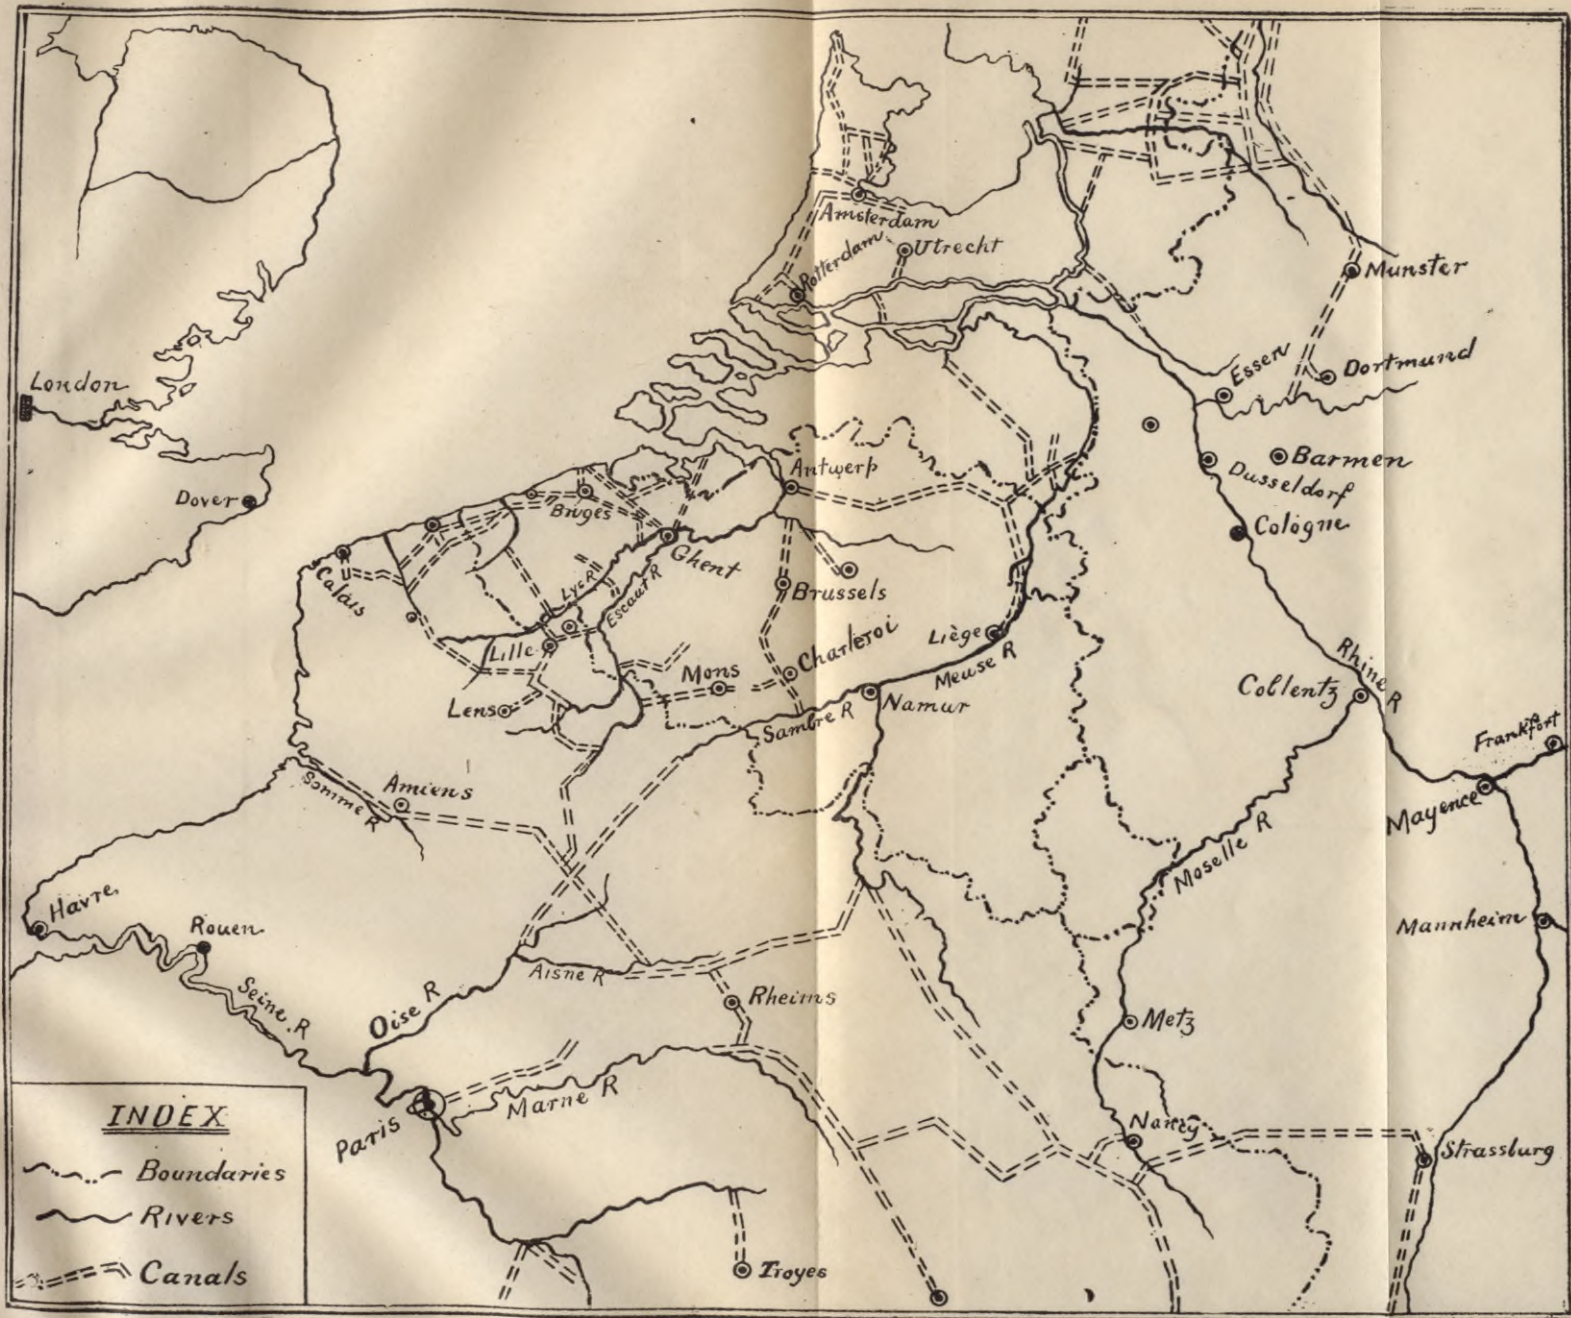 Amsterdam
Utrecht
Rotterdam
Munster
London
Essen
Dortmund
Antwerp
Barmen
Dusseldorf
Dover
Bruges
Cologne
Ghent
Calais
Lys R
Escaut R
Brussels
Liège
Lille
Charleroi
Meuse R
Rhine R
Mons
Coblentz
Lens
Namur
Sambre R
Frankfort
Somme R
Amiens
Mayence
Moselle R
Havre
Rouen
Mannheim
Aisne R
Seine R
Oise R
Rheims
Metz
Marne R
INDEX
Paris
Nancy
Boundaries
Strassburg
Rivers
Canals
Troyes